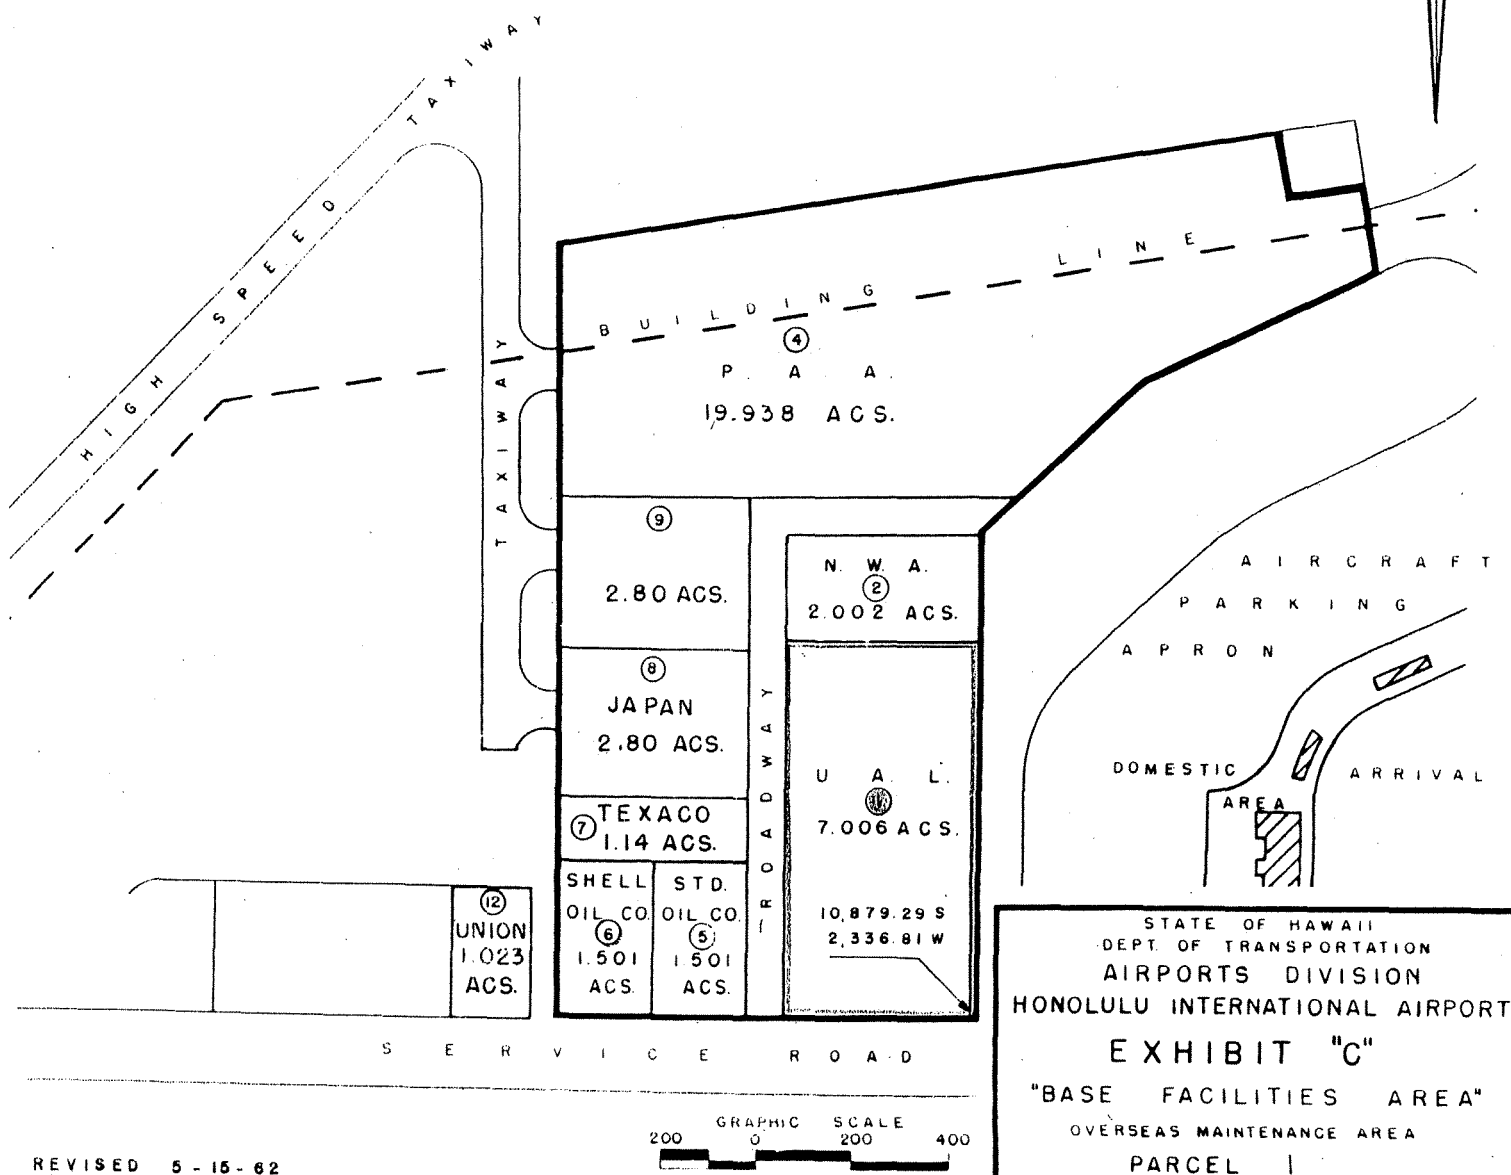 HIGH SPEED TAXIWAY
TAXIWAY
BUILDING LINE
4
P. A. A.
19.938 ACS.
9
2.80 ACS.
N. W. A.
2
2.002 ACS.
8
JAPAN
2.80 ACS.
ROADWAY
U. A. L.
7.006 ACS.
7
TEXACO
1.14 ACS.
SHELL
OIL CO.
6
1.501
ACS.
STD.
OIL CO.
5
1.501
ACS.
10,879.29 S
2,336.81 W
12
UNION
1.023
ACS.
AIRCRAFT
PARKING
APRON
DOMESTIC ARRIVAL
AREA
SERVICE ROAD
STATE OF HAWAII
DEPT. OF TRANSPORTATION
AIRPORTS DIVISION
HONOLULU INTERNATIONAL AIRPORT
EXHIBIT "C"
"BASE FACILITIES AREA"
OVERSEAS MAINTENANCE AREA
PARCEL 1
GRAPHIC SCALE
200 0 200 400
REVISED 5-15-62